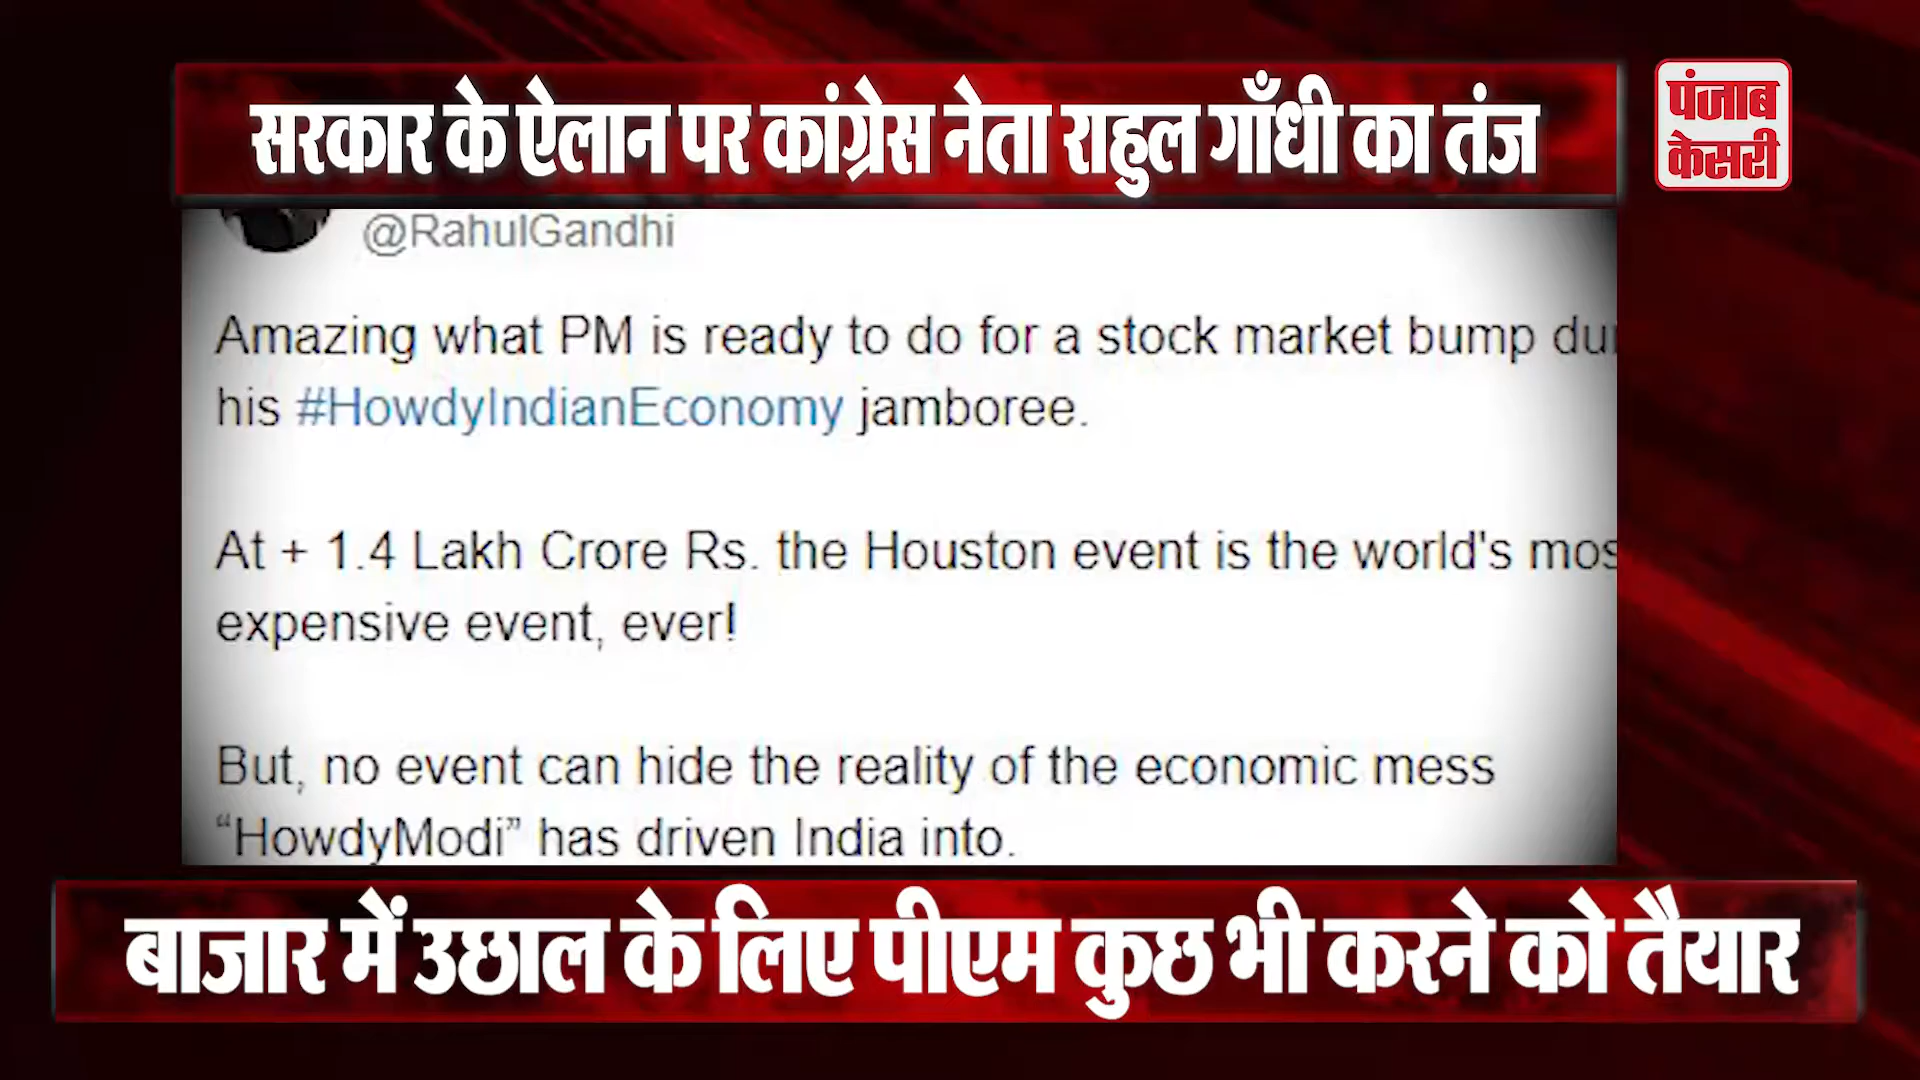 सरकार के ऐलान पर कांग्रेस नेता राहुल गाँधी का तंज
पंजाब
केसरी
@RahulGandhi
Amazing what PM is ready to do for a stock market bump
his #HowdyIndianEconomy jamboree.
At + 1.4 Lakh Crore Rs. the Houston event is the world's mos
expensive event, ever!
But, no event can hide the reality of the economic mess
“HowdyModi” has driven India into.
बाजार में उछाल के लिए पीएम कुछ भी करने को तैयार